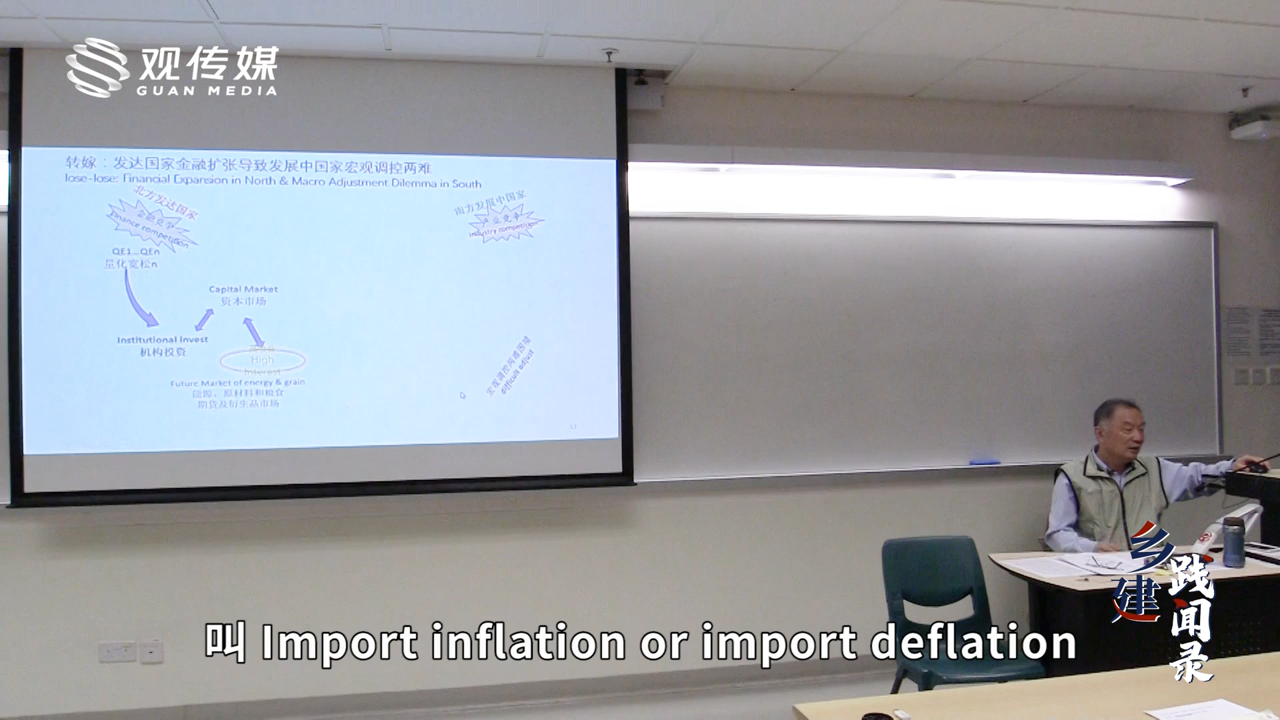 观传媒
GUAN MEDIA
转嫁：发达国家金融扩张导致发展中国家宏观调控两难
lose-lose: Financial Expansion in North & Macro Adjustment Dilemma in South
北方发达国家
金融竞争
finance competition
南方发展中国家
产业竞争
industry competition
QE1...QEn
量化宽松n
Capital Market
资本市场
Institutional Invest
机构投资
High
Interest
Future Market of energy & grain
能源、原材料和粮食
期货及衍生品市场
宏观调控两难困境
difficult adjust
乡建
践闻录
叫 Import inflation or import deflation